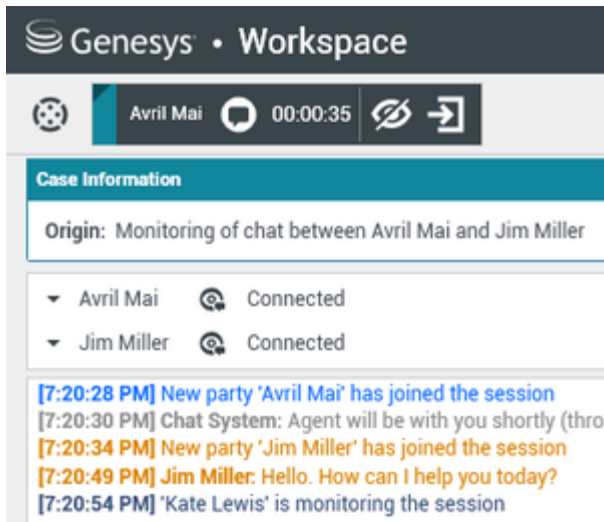 Genesys • Workspace
Avril Mai 00:00:35
Case Information
Origin: Monitoring of chat between Avril Mai and Jim Miller
Avril Mai Connected
Jim Miller Connected
[7:20:28 PM] New party 'Avril Mai' has joined the session
[7:20:30 PM] Chat System: Agent will be with you shortly (thro
[7:20:34 PM] New party 'Jim Miller' has joined the session
[7:20:49 PM] Jim Miller: Hello. How can I help you today?
[7:20:54 PM] 'Kate Lewis' is monitoring the session